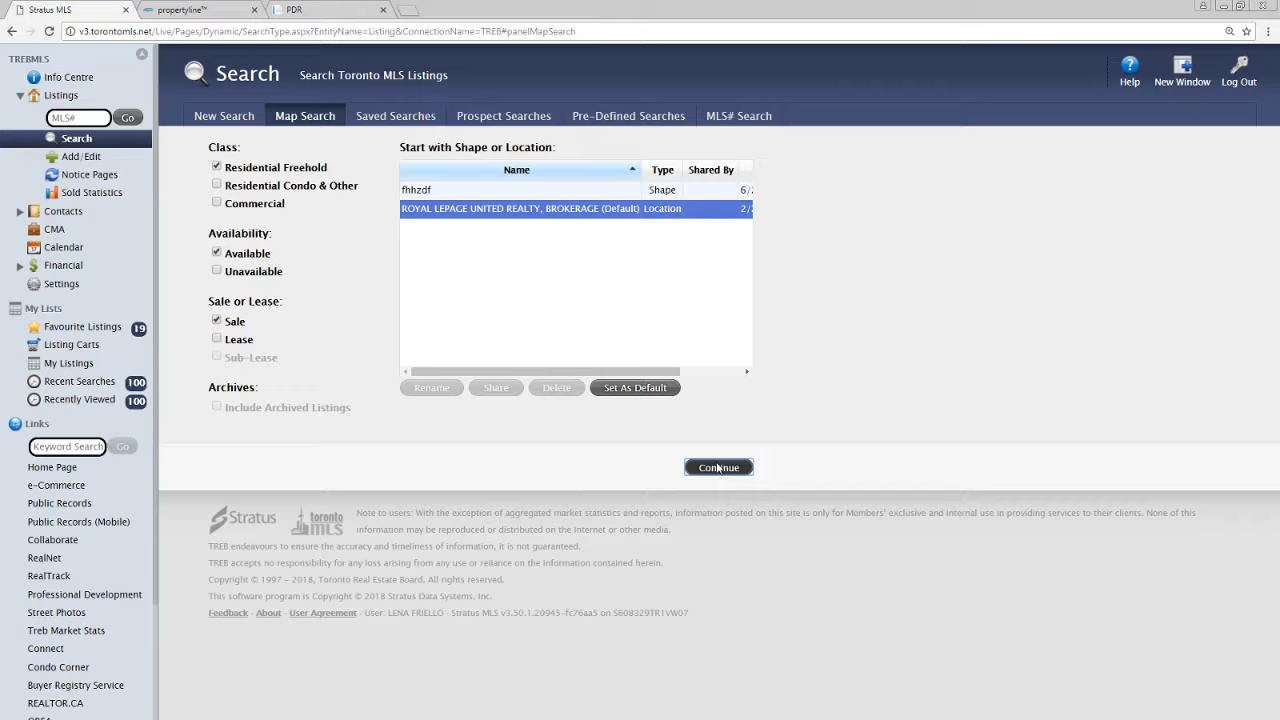 Stratus MLS
propertyline™
PDR
v3.torontomls.net/Live/Pages/Dynamic/SearchType.aspx?EntityName=Listing&ConnectionName=TREB#panelMapSearch
TREBMLS
Info Centre
Listings
MLS#
Go
Search
Add/Edit
Notice Pages
Sold Statistics
Contacts
CMA
Calendar
Financial
Settings
My Lists
Favourite Listings 19
Listing Carts
My Listings
Recent Searches 100
Recently Viewed 100
Links
Keyword Search Go
Home Page
e-Commerce
Public Records
Public Records (Mobile)
Collaborate
RealNet
RealTrack
Professional Development
Street Photos
Treb Market Stats
Connect
Condo Corner
Buyer Registry Service
REALTOR.CA
Search
Search Toronto MLS Listings
Help
New Window
Log Out
New Search
Map Search
Saved Searches
Prospect Searches
Pre-Defined Searches
MLS# Search
Class:
Residential Freehold
Residential Condo & Other
Commercial
Availability:
Available
Unavailable
Sale or Lease:
Sale
Lease
Sub-Lease
Archives:
Include Archived Listings
Start with Shape or Location:
Name Type Shared By
fhhzdf Shape 6/2
ROYAL LEPAGE UNITED REALTY, BROKERAGE (Default) Location 2/2
Rename Share Delete Set As Default
Continue
Stratus
toronto
MLS
Note to users: With the exception of aggregated market statistics and reports, information posted on this site is only for Members' exclusive and internal use in providing services to their clients. None of this
information may be reproduced or distributed on the Internet or other media.
TREB endeavours to ensure the accuracy and timeliness of information, it is not guaranteed.
TREB accepts no responsibility for any loss arising from any use or reliance on the information contained herein.
Copyright © 1997 – 2018, Toronto Real Estate Board. All rights reserved.
This software program is Copyright © 2018 Stratus Data Systems, Inc.
Feedback · About · User Agreement · User: LENA FRIELLO · Stratus MLS v3.50.1.20945-fc76aa5 on S608329TR1VW07